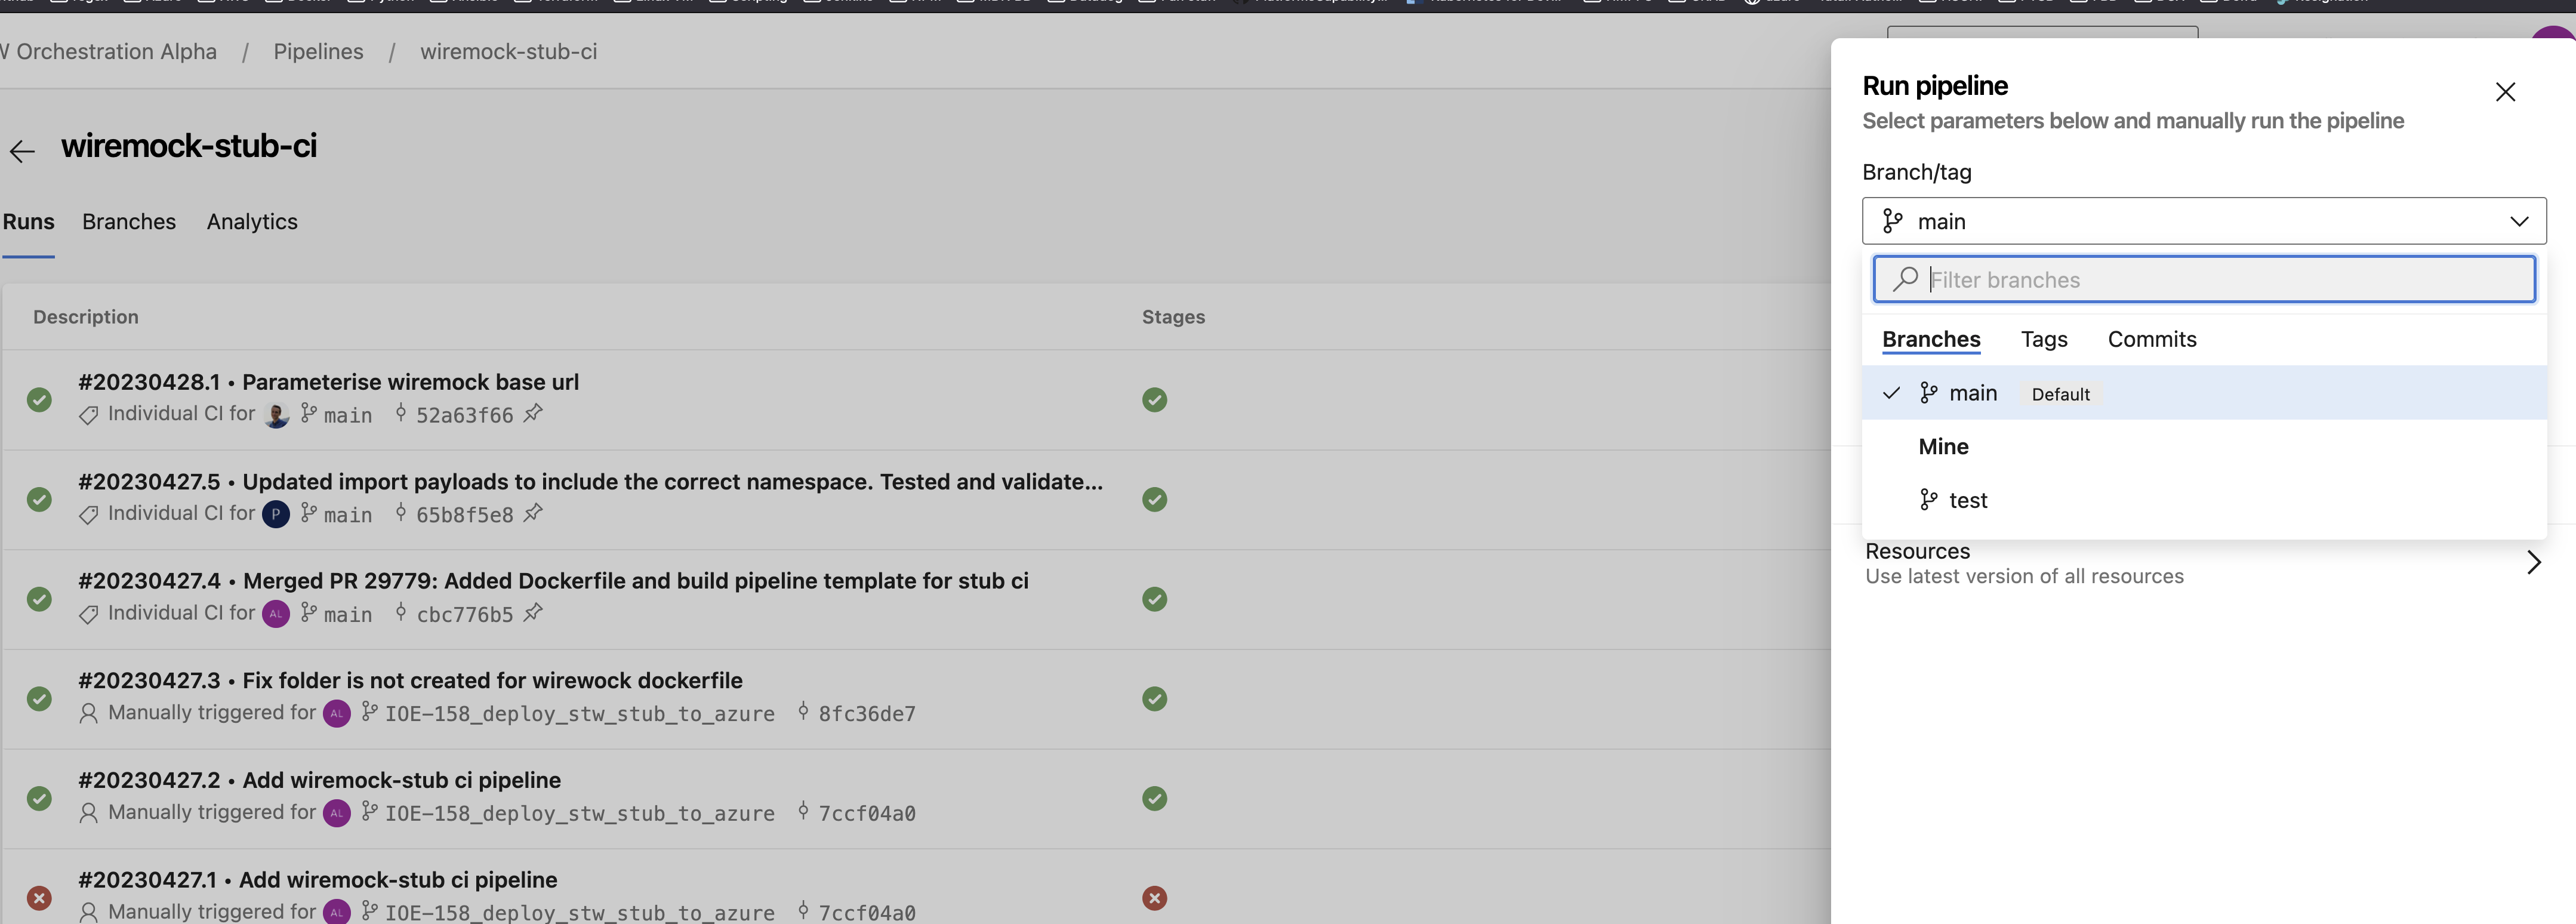 Orchestration Alpha / Pipelines / wiremock-stub-ci
wiremock-stub-ci
Runs Branches Analytics
Description Stages
#20230428.1 • Parameterise wiremock base url
Individual CI for main 52a63f66
#20230427.5 • Updated import payloads to include the correct namespace. Tested and validate...
Individual CI for P main 65b8f5e8
#20230427.4 • Merged PR 29779: Added Dockerfile and build pipeline template for stub ci
Individual CI for AL main cbc776b5
#20230427.3 • Fix folder is not created for wirewock dockerfile
Manually triggered for AL IOE-158_deploy_stw_stub_to_azure 8fc36de7
#20230427.2 • Add wiremock-stub ci pipeline
Manually triggered for AL IOE-158_deploy_stw_stub_to_azure 7ccf04a0
#20230427.1 • Add wiremock-stub ci pipeline
Manually triggered for AL IOE-158_deploy_stw_stub_to_azure 7ccf04a0
Run pipeline
Select parameters below and manually run the pipeline
Branch/tag
main
Filter branches
Branches Tags Commits
main Default
Mine
test
Resources
Use latest version of all resources